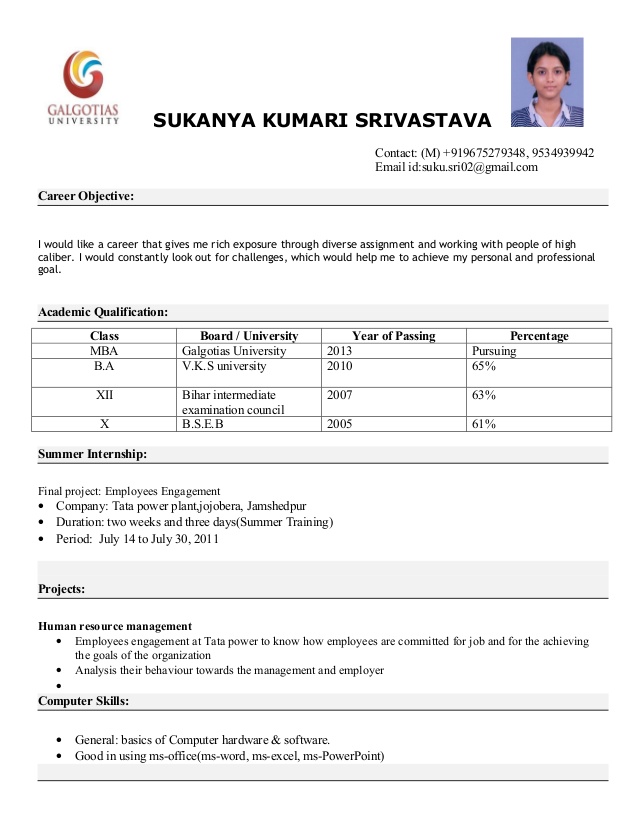 GALGOTIAS
UNIVERSITY
SUKANYA KUMARI SRIVASTAVA
Contact: (M) +919675279348, 9534939942
Email id:suku.sri02@gmail.com
Career Objective:
I would like a career that gives me rich exposure through diverse assignment and working with people of high
caliber. I would constantly look out for challenges, which would help me to achieve my personal and professional
goal.
Academic Qualification:
Class Board / University Year of Passing Percentage
MBA Galgotias University 2013 Pursuing
B.A V.K.S university 2010 65%
XII Bihar intermediate 2007 63%
examination council
X B.S.E.B 2005 61%
Summer Internship:
Final project: Employees Engagement
• Company: Tata power plant,jojobera, Jamshedpur
• Duration: two weeks and three days(Summer Training)
• Period: July 14 to July 30, 2011
Projects:
Human resource management
• Employees engagement at Tata power to know how employees are committed for job and for the achieving
the goals of the organization
• Analysis their behaviour towards the management and employer
•
Computer Skills:
• General: basics of Computer hardware & software.
• Good in using ms-office(ms-word, ms-excel, ms-PowerPoint)